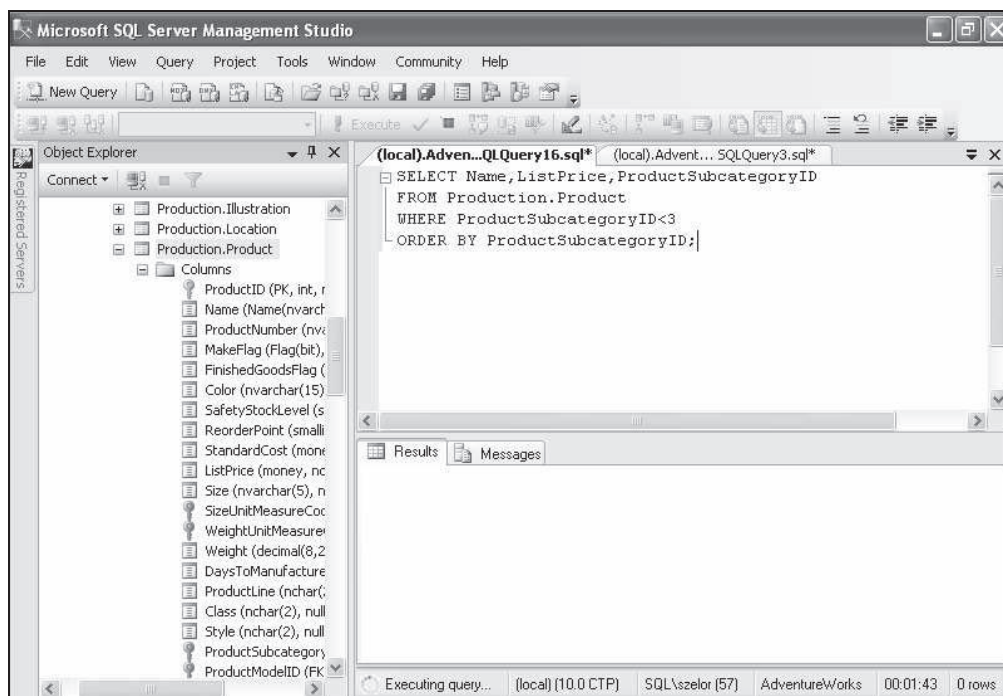 Microsoft SQL Server Management Studio
File Edit View Query Project Tools Window Community Help
New Query
Execute
Registered Servers
Object Explorer
Connect
Production.Illustration
Production.Location
Production.Product
Columns
ProductID (PK, int, r
Name (Name(nvarch
ProductNumber (nva
MakeFlag (Flag(bit),
FinishedGoodsFlag (
Color (nvarchar(15)
SafetyStockLevel (s
ReorderPoint (smalli
StandardCost (mone
ListPrice (money, nc
Size (nvarchar(5), n
SizeUnitMeasureCoc
WeightUnitMeasure
Weight (decimal(8,2
DaysToManufacture
ProductLine (nchar(
Class (nchar(2), null
Style (nchar(2), null
ProductSubcategory
ProductModelID (FK
(local).Adven...QLQuery16.sql* (local).Advent... SQLQuery3.sql*
SELECT Name,ListPrice,ProductSubcategoryID
FROM Production.Product
WHERE ProductSubcategoryID<3
ORDER BY ProductSubcategoryID;
Results Messages
Executing query... (local) (10.0 CTP) SQL\szelor (57) AdventureWorks 00:01:43 0 rows